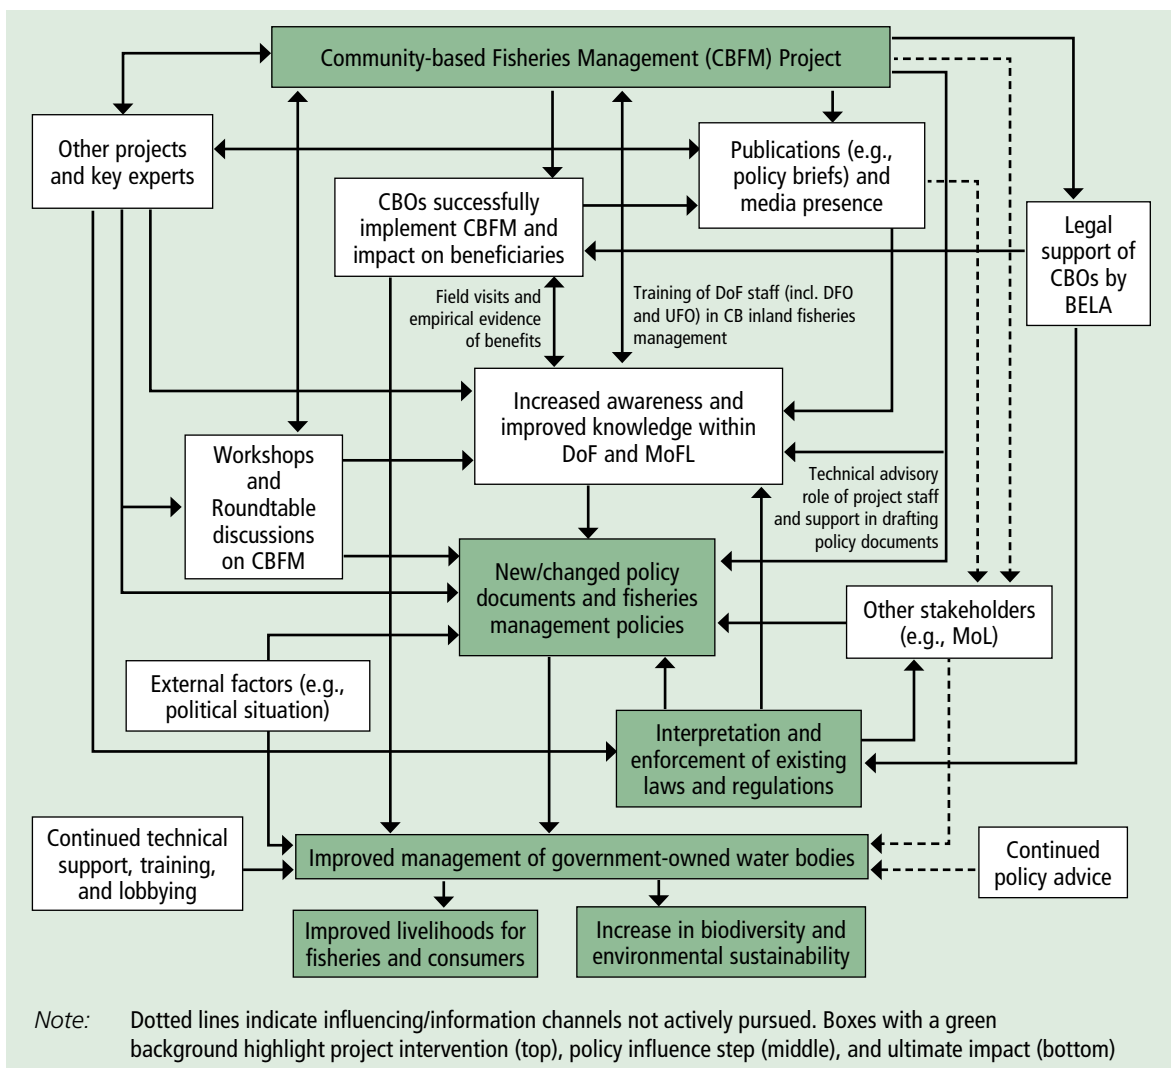 Community-based Fisheries Management (CBFM) Project
Other projects
and key experts
Publications (e.g.,
policy briefs) and
media presence
CBOs successfully
implement CBFM and
impact on beneficiaries
Legal
support of
CBOs by
BELA
Field visits and
empirical evidence
of benefits
Training of DoF staff (incl. DFO
and UFO) in CB inland fisheries
management
Increased awareness and
improved knowledge within
DoF and MoFL
Workshops
and
Roundtable
discussions
on CBFM
Technical advisory
role of project staff
and support in drafting
policy documents
New/changed policy
documents and fisheries
management policies
Other stakeholders
(e.g., MoL)
External factors (e.g.,
political situation)
Interpretation and
enforcement of existing
laws and regulations
Continued technical
support, training,
and lobbying
Improved management of government-owned water bodies
Continued
policy advice
Improved livelihoods for
fisheries and consumers
Increase in biodiversity and
environmental sustainability
Note: Dotted lines indicate influencing/information channels not actively pursued. Boxes with a green
background highlight project intervention (top), policy influence step (middle), and ultimate impact (bottom)